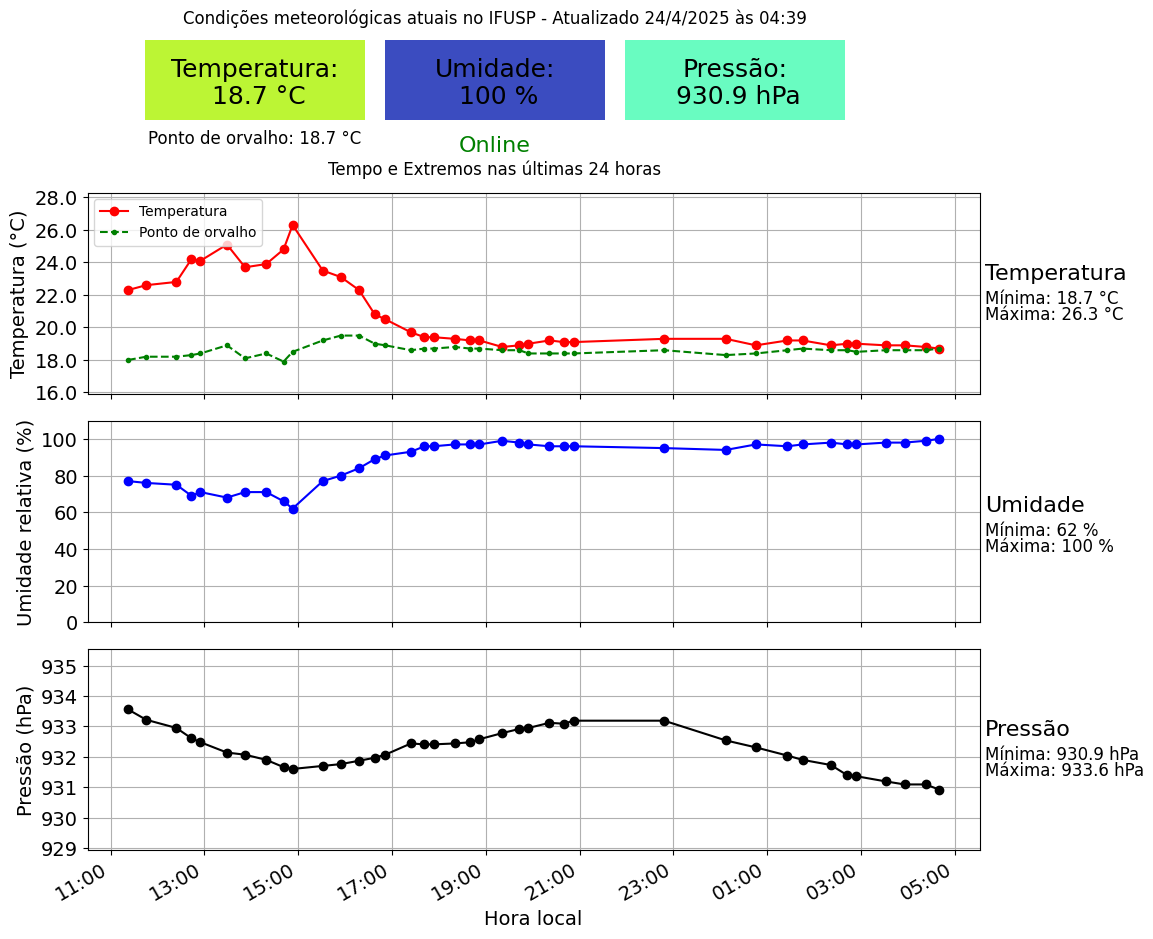 Condições meteorológicas atuais no IFUSP - Atualizado 24/4/2025 às 04:39
Temperatura:
18.7 °C
Umidade:
100 %
Pressão:
930.9 hPa
Ponto de orvalho: 18.7 °C
Online
Tempo e Extremos nas últimas 24 horas
Temperatura (°C)
28.0
26.0
24.0
22.0
20.0
18.0
16.0
Temperatura
Ponto de orvalho
Temperatura
Mínima: 18.7 °C
Máxima: 26.3 °C
Umidade relativa (%)
100
80
60
40
20
0
Umidade
Mínima: 62 %
Máxima: 100 %
Pressão (hPa)
935
934
933
932
931
930
929
Pressão
Mínima: 930.9 hPa
Máxima: 933.6 hPa
11:00
13:00
15:00
17:00
19:00
21:00
23:00
01:00
03:00
05:00
Hora local